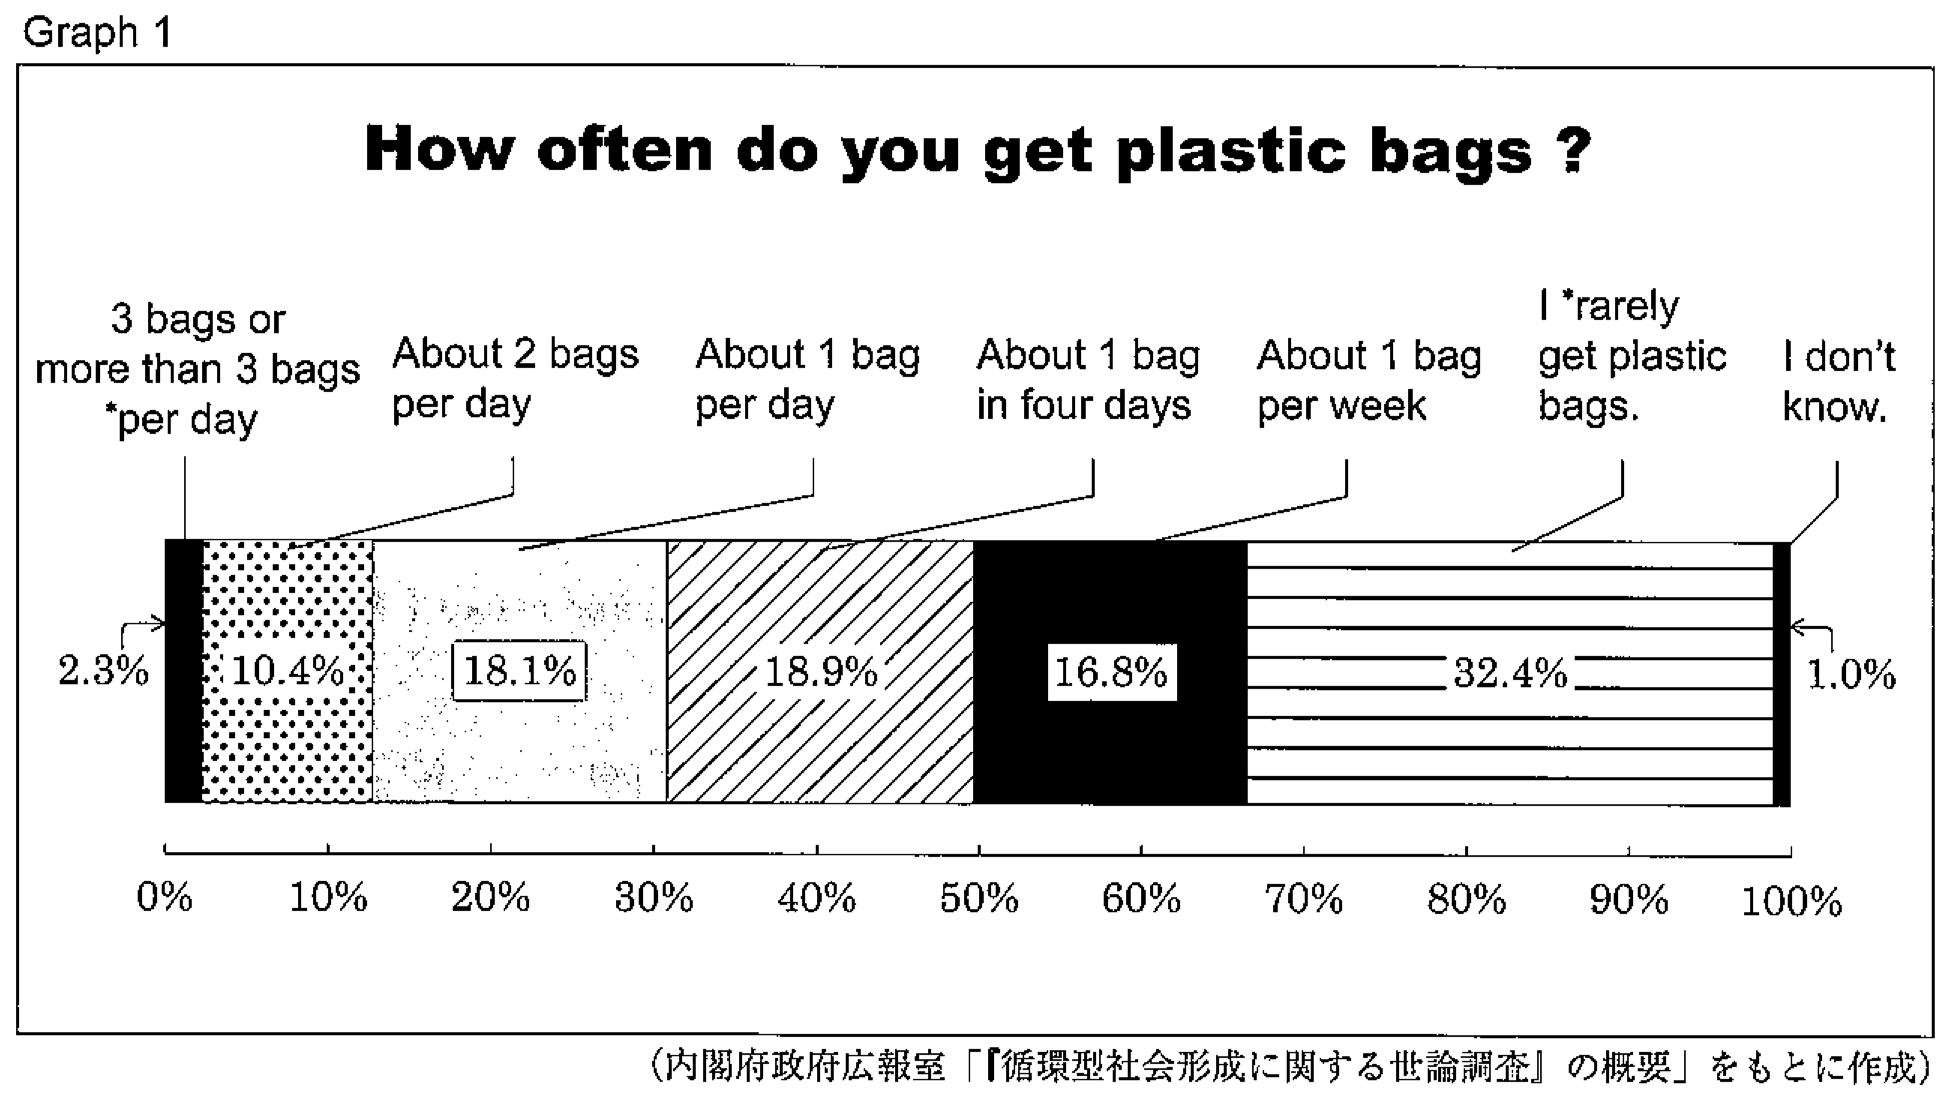 Graph 1
How often do you get plastic bags ?
3 bags or
more than 3 bags
*per day
About 2 bags
per day
About 1 bag
per day
About 1 bag
in four days
About 1 bag
per week
I *rarely
get plastic
bags.
I don't
know.
2.3%
10.4%
18.1%
18.9%
16.8%
32.4%
1.0%
0%
10%
20%
30%
40%
50%
60%
70%
80%
90%
100%
(内閣府政府広報室「『循環型社会形成に関する世論調査』の概要」をもとに作成)